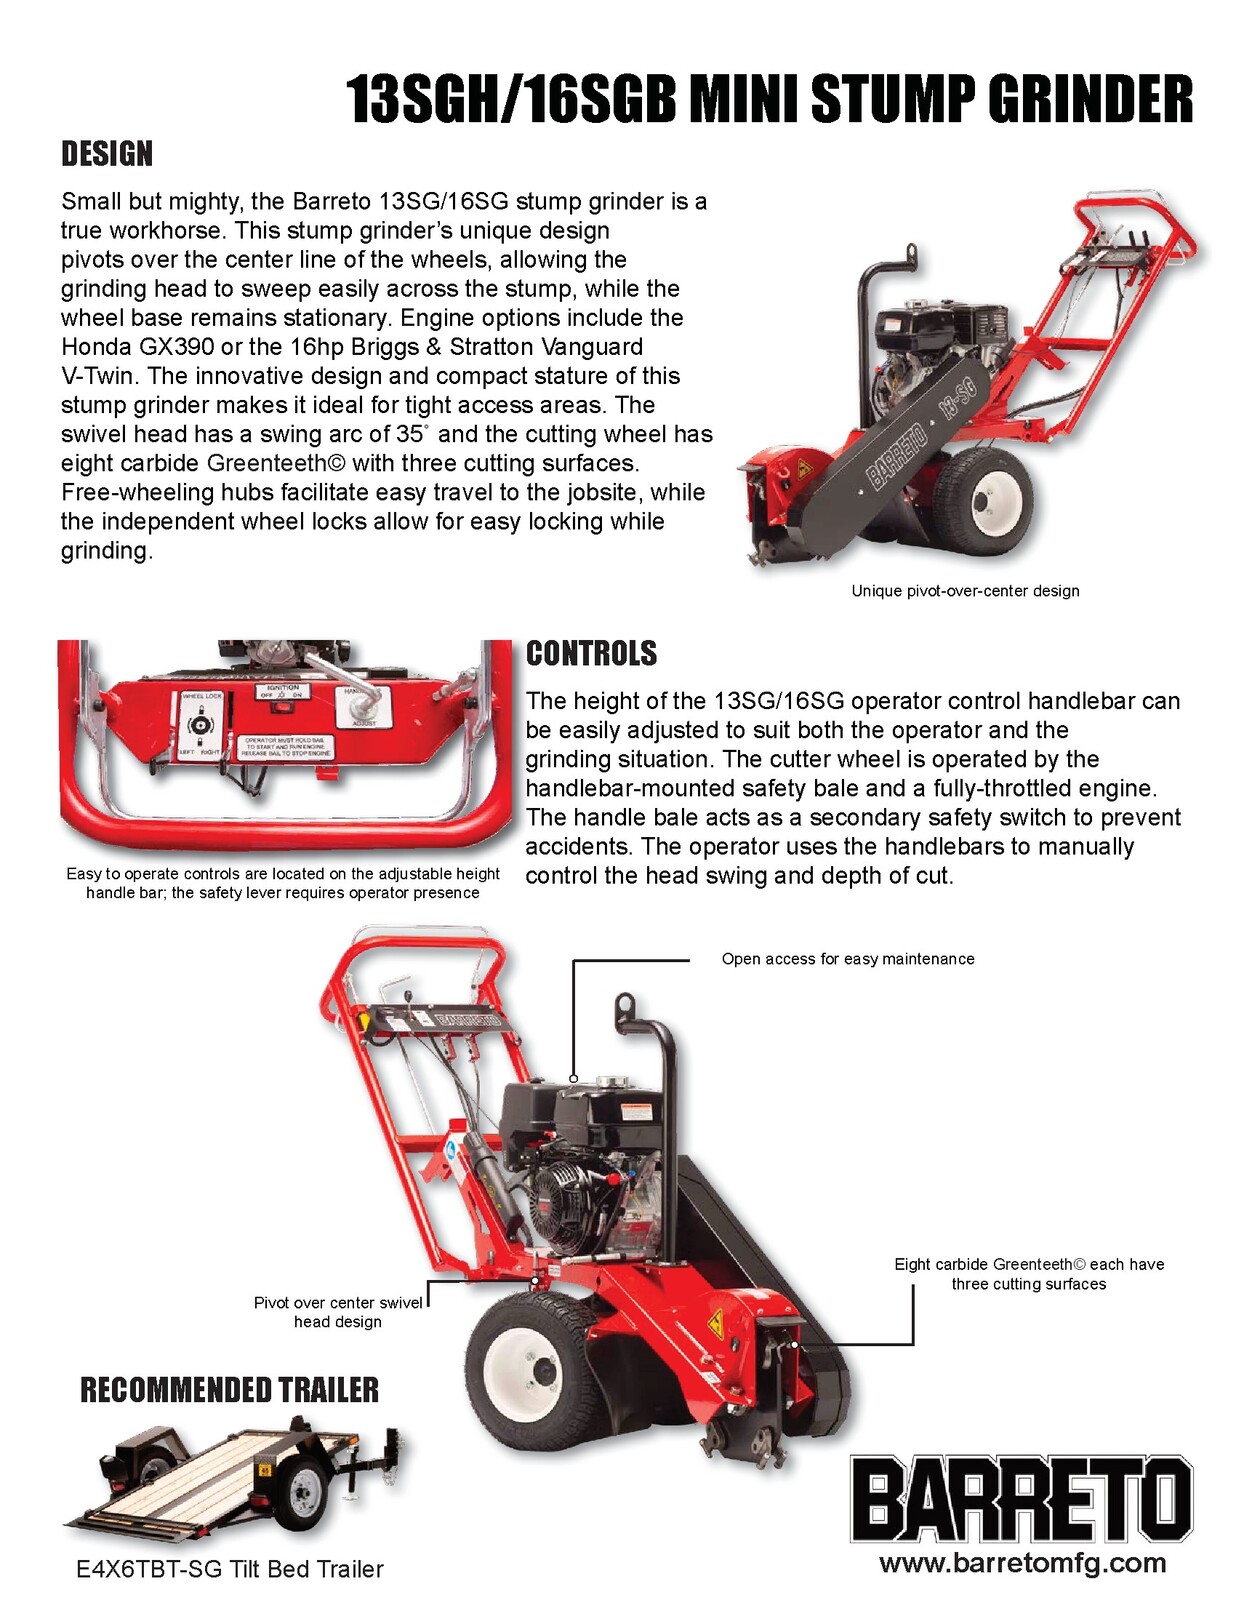 13SGH/16SGB MINI STUMP GRINDER
DESIGN
Small but mighty, the Barreto 13SG/16SG stump grinder is a
true workhorse. This stump grinder’s unique design
pivots over the center line of the wheels, allowing the
grinding head to sweep easily across the stump, while the
wheel base remains stationary. Engine options include the
Honda GX390 or the 16hp Briggs & Stratton Vanguard
V-Twin. The innovative design and compact stature of this
stump grinder makes it ideal for tight access areas. The
swivel head has a swing arc of 35° and the cutting wheel has
eight carbide Greenteeth© with three cutting surfaces.
Free-wheeling hubs facilitate easy travel to the jobsite, while
the independent wheel locks allow for easy locking while
grinding.
BARRETO 13-SG
Unique pivot-over-center design
WHEEL LOCK
LEFT RIGHT
IGNITION
OFF ON
ADJUST
OPERATOR MUST HOLD BAIL
TO START AND RUN ENGINE
RELEASE BAIL TO STOP ENGINE
Easy to operate controls are located on the adjustable height
handle bar; the safety lever requires operator presence
CONTROLS
The height of the 13SG/16SG operator control handlebar can
be easily adjusted to suit both the operator and the
grinding situation. The cutter wheel is operated by the
handlebar-mounted safety bale and a fully-throttled engine.
The handle bale acts as a secondary safety switch to prevent
accidents. The operator uses the handlebars to manually
control the head swing and depth of cut.
Open access for easy maintenance
BARRETO
Eight carbide Greenteeth© each have
three cutting surfaces
Pivot over center swivel
head design
RECOMMENDED TRAILER
E4X6TBT-SG Tilt Bed Trailer
BARRETO
www.barretomfg.com